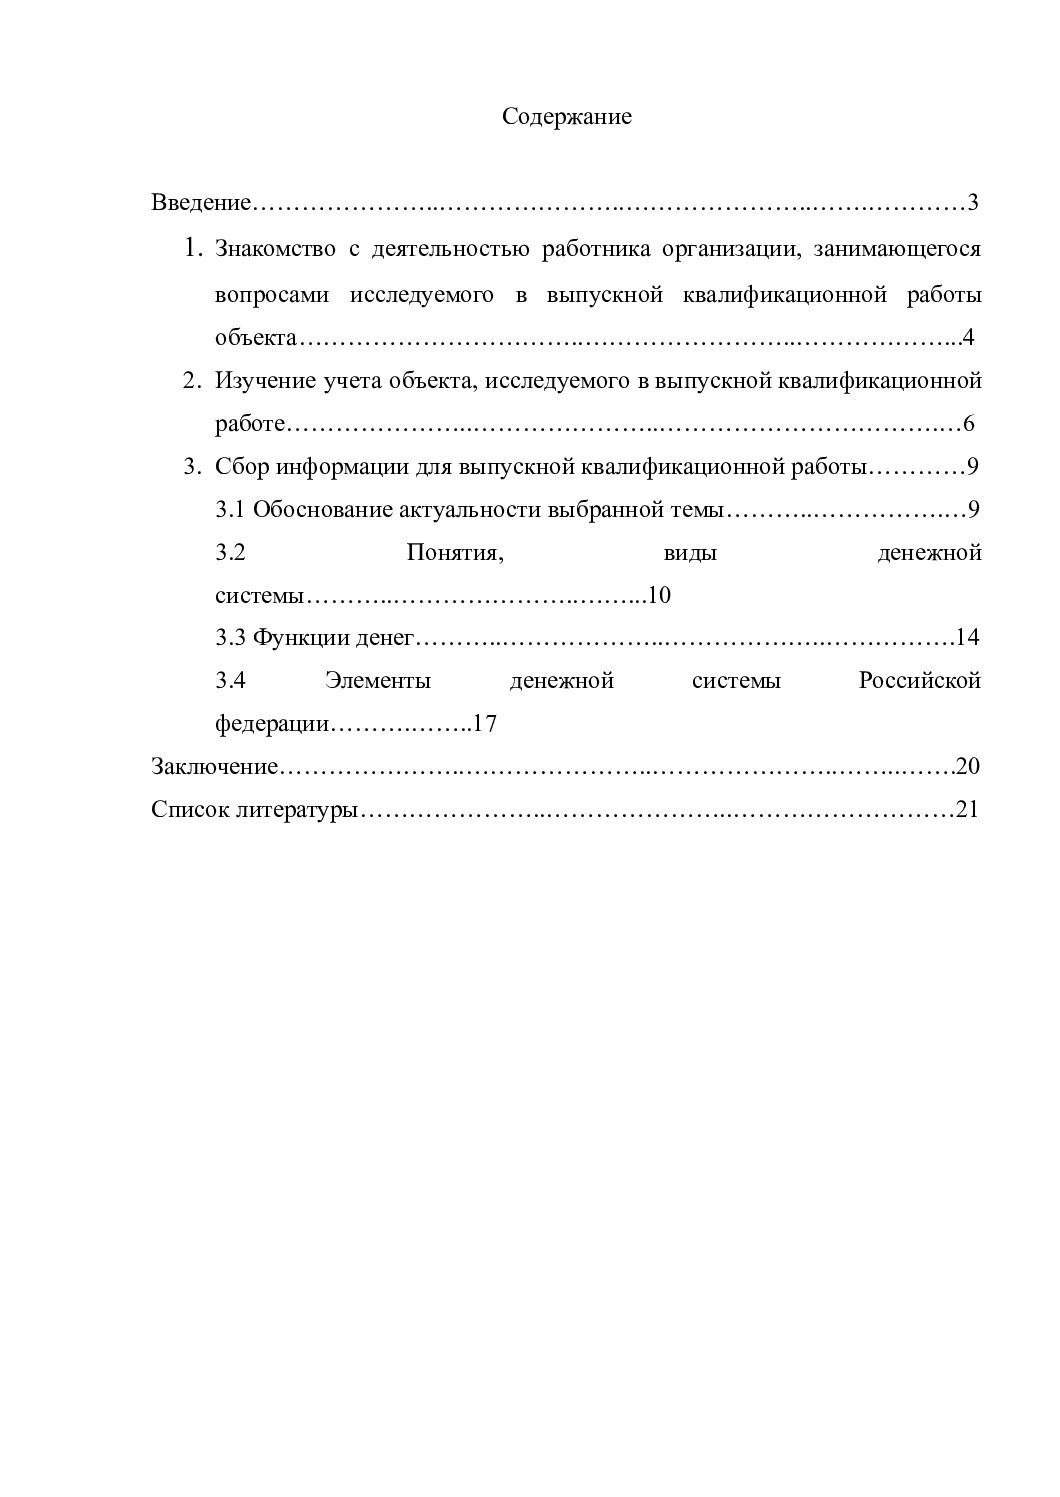 Содержание
Введение…………………..………………….…..….………………..…….…………3
1. Знакомство с деятельностью работника организации, занимающегося
вопросами исследуемого в выпускной квалификационной работы
объекта…………………………….……………………..………………...4
2. Изучение учета объекта, исследуемого в выпускной квалификационной
работе………………….…………………..………………………….…6
3. Сбор информации для выпускной квалификационной работы…………9
3.1 Обоснование актуальности выбранной темы………..…………….…9
3.2 Понятия, виды денежной
системы………..………………….……...10
3.3 Функции денег………..……………….………………..…………….14
3.4 Элементы денежной системы Российской
федерации……….……..17
Заключение………………….…………………..………………….……..…….20
Список литературы…………………..…………………..………………………21